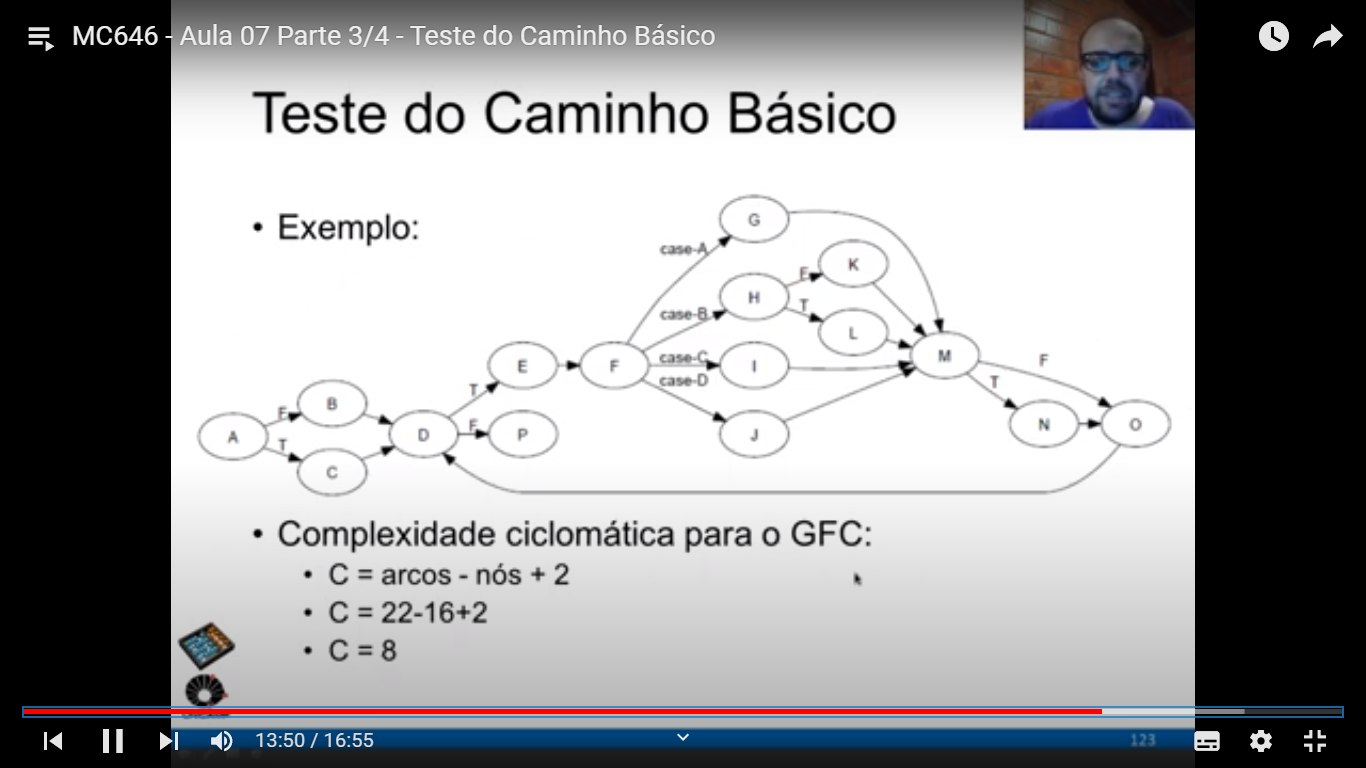 MC646 - Aula 07 Parte 3/4 - Teste do Caminho Básico
Teste do Caminho Básico
• Exemplo:
G
case-A
K
F
H
case-B
T
L
M
F
E
F
case-C
I
T
case-D
T
B
F
N
O
A
D
F
P
J
T
C
• Complexidade ciclomática para o GFC:
• C = arcos - nós + 2
• C = 22-16+2
• C = 8
13:50 / 16:55
123